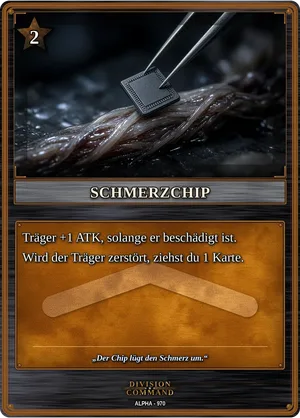 2
SCHMERZCHIP
Träger +1 ATK, solange er beschädigt ist.
Wird der Träger zerstört, ziehst du 1 Karte.
„Der Chip lügt den Schmerz um.“
DIVISION
COMMAND
ALPHA - 970